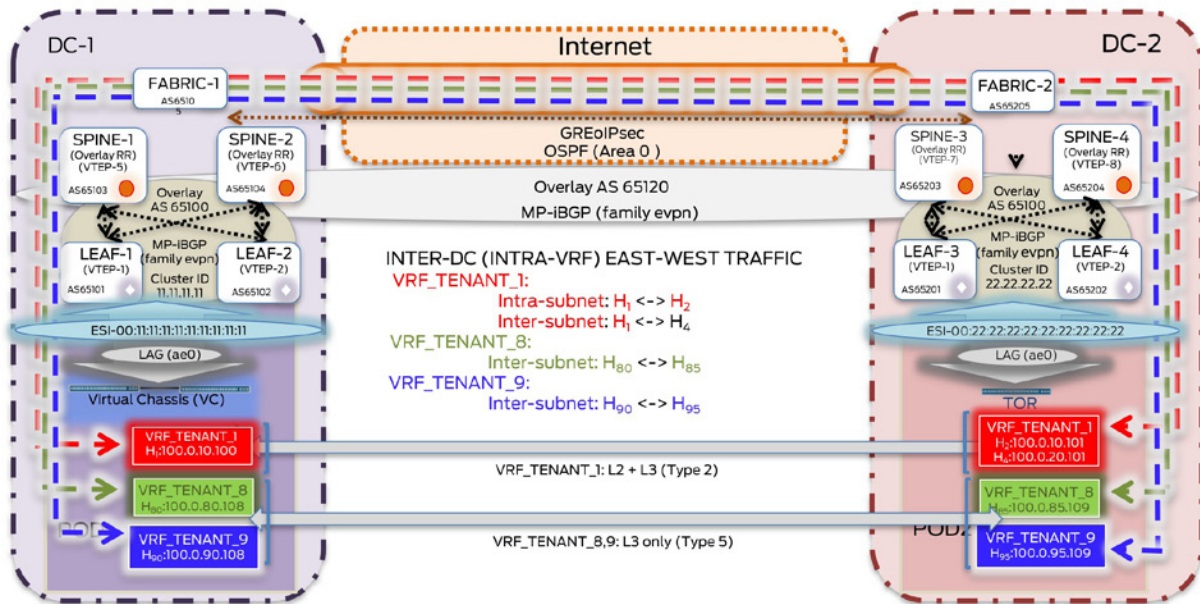 DC-1
Internet
DC-2
FABRIC-1
AS6510
5
FABRIC-2
AS65205
GREoIPsec
OSPF (Area 0 )
SPINE-1
(Overlay RR)
(VTEP-5)
AS65103
SPINE-2
(Overlay RR)
(VTEP-6)
AS65104
SPINE-3
(Overlay RR)
(VTEP-7)
AS65203
SPINE-4
(Overlay RR)
(VTEP-8)
AS65204
Overlay
AS 65100
Overlay AS 65120
MP-iBGP (family evpn)
Overlay
AS 65100
LEAF-1
(VTEP-1)
AS65101
MP-iBGP
(family evpn)
Cluster ID
11.11.11.11
LEAF-2
(VTEP-2)
AS65102
LEAF-3
(VTEP-1)
AS65201
MP-iBGP
(family evpn)
Cluster ID
22.22.22.22
LEAF-4
(VTEP-2)
AS65202
INTER-DC (INTRA-VRF) EAST-WEST TRAFFIC
VRF_TENANT_1:
Intra-subnet: H1 <-> H2
Inter-subnet: H1 <-> H4
VRF_TENANT_8:
Inter-subnet: H80 <-> H85
VRF_TENANT_9:
Inter-subnet: H90 <-> H95
ESI-00:11:11:11:11:11:11:11:11:11
ESI-00:22:22:22:22:22:22:22:22:22
LAG (ae0)
LAG (ae0)
Virtual Chassis (VC)
TOR
VRF_TENANT_1
H1:100.0.10.100
VRF_TENANT_1
H2:100.0.10.101
H4:100.0.20.101
VRF_TENANT_1: L2 + L3 (Type 2)
VRF_TENANT_8
H80:100.0.80.108
VRF_TENANT_8
H85:100.0.85.109
VRF_TENANT_8,9: L3 only (Type 5)
VRF_TENANT_9
H90:100.0.90.108
VRF_TENANT_9
H95:100.0.95.109